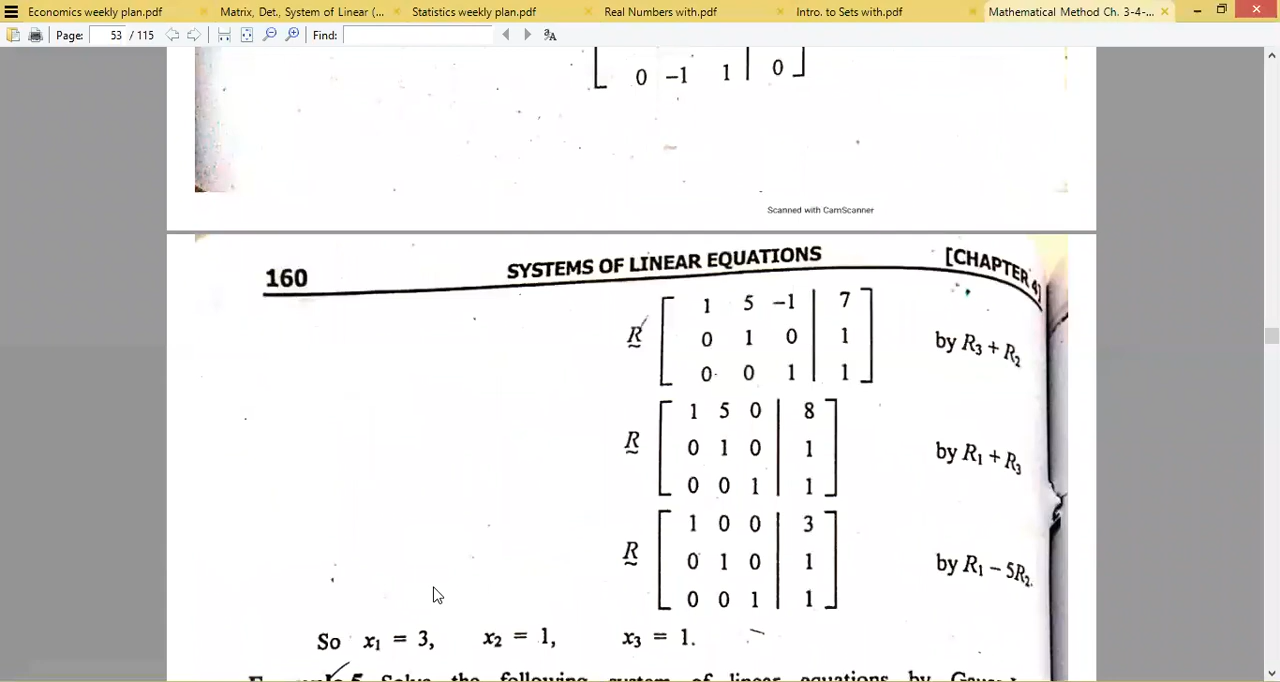 Economics weekly plan.pdf
Matrix, Det., System of Linear (...
Statistics weekly plan.pdf
Real Numbers with.pdf
Intro. to Sets with.pdf
Mathematical Method Ch. 3-4-...
Page: 53 / 115
Find:
0 −1 1 | 0
Scanned with CamScanner
160 SYSTEMS OF LINEAR EQUATIONS [CHAPTER 4]
1 5 −1 | 7
R 0 1 0 | 1 by R₃ + R₂
0 0 1 | 1
1 5 0 | 8
R 0 1 0 | 1 by R₁ + R₃
0 0 1 | 1
1 0 0 | 3
R 0 1 0 | 1 by R₁ − 5R₂
0 0 1 | 1
So x₁ = 3, x₂ = 1, x₃ = 1.
Solve the following system of linear equations by